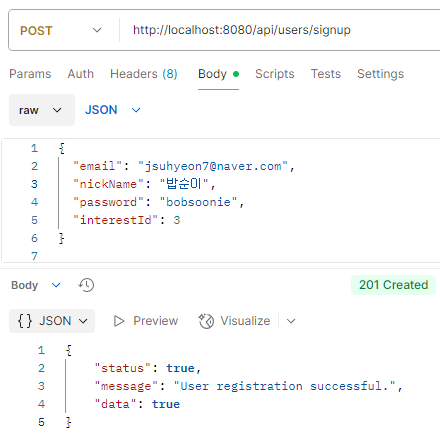 POST http://localhost:8080/api/users/signup
Params Auth Headers (8) Body Scripts Tests Settings
raw JSON
1 {
2 "email": "jsuhyeon7@naver.com",
3 "nickName": "밥순이",
4 "password": "bobsoonie",
5 "interestId": 3
6 }
7
Body 201 Created
{} JSON Preview Visualize
1 {
2 "status": true,
3 "message": "User registration successful.",
4 "data": true
5 }